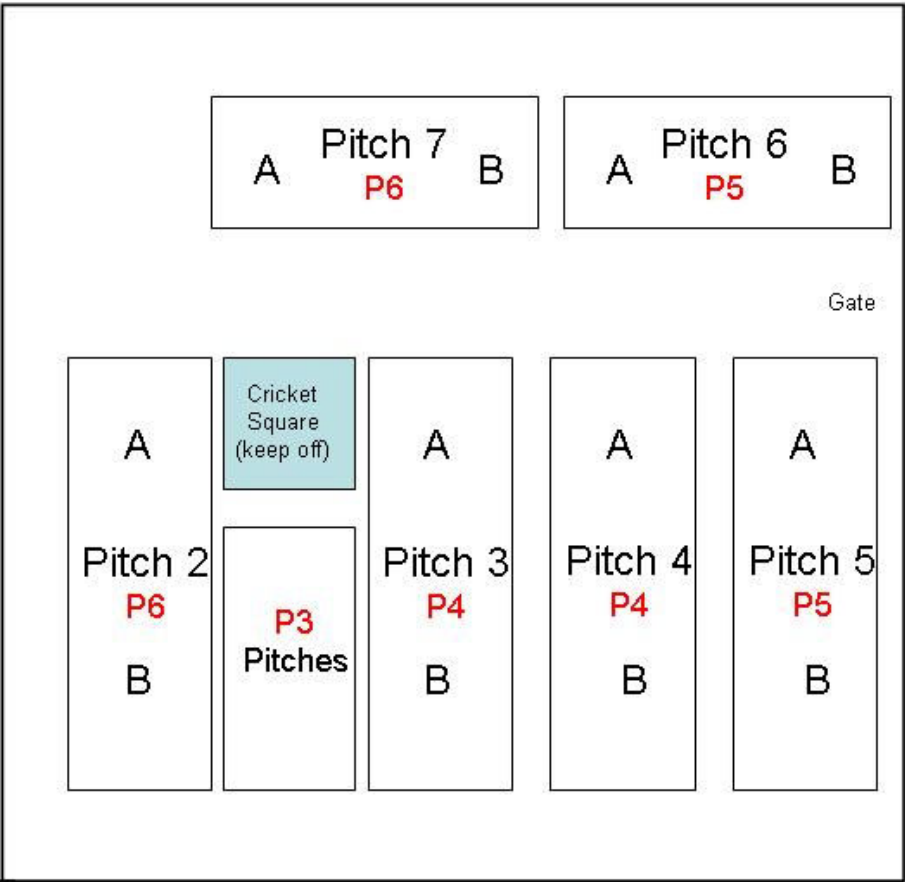 A Pitch 7 B
P6
A Pitch 6 B
P5
Gate
A
Pitch 2
P6
B
Cricket
Square
(keep off)
P3
Pitches
A
Pitch 3
P4
B
A
Pitch 4
P4
B
A
Pitch 5
P5
B